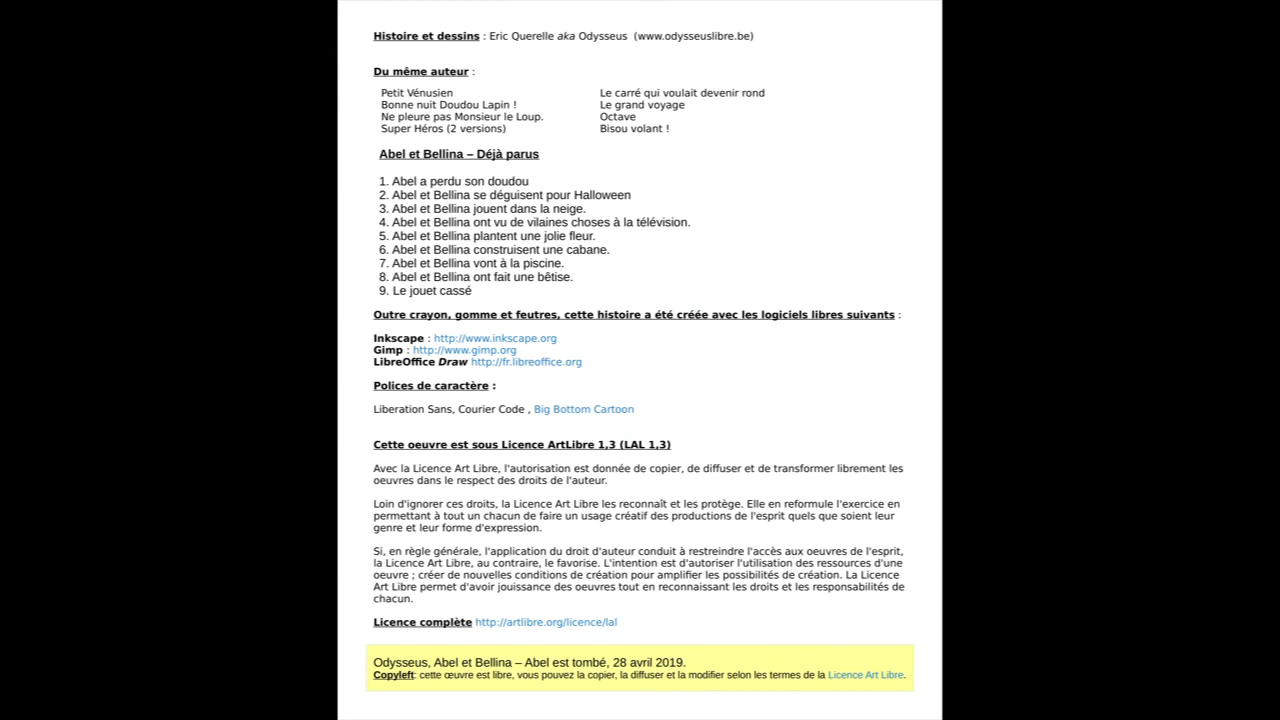 Histoire et dessins : Eric Querelle aka Odysseus (www.odysseuslibre.be)
Du même auteur :
Petit Vénusien
Bonne nuit Doudou Lapin !
Ne pleure pas Monsieur le Loup.
Super Héros (2 versions)
Le carré qui voulait devenir rond
Le grand voyage
Octave
Bisou volant !
Abel et Bellina – Déjà parus
1. Abel a perdu son doudou
2. Abel et Bellina se déguisent pour Halloween
3. Abel et Bellina jouent dans la neige.
4. Abel et Bellina ont vu de vilaines choses à la télévision.
5. Abel et Bellina plantent une jolie fleur.
6. Abel et Bellina construisent une cabane.
7. Abel et Bellina vont à la piscine.
8. Abel et Bellina ont fait une bêtise.
9. Le jouet cassé
Outre crayon, gomme et feutres, cette histoire a été créée avec les logiciels libres suivants :
Inkscape : http://www.inkscape.org
Gimp : http://www.gimp.org
LibreOffice Draw http://fr.libreoffice.org
Polices de caractère :
Liberation Sans, Courier Code , Big Bottom Cartoon
Cette oeuvre est sous Licence ArtLibre 1,3 (LAL 1,3)
Avec la Licence Art Libre, l'autorisation est donnée de copier, de diffuser et de transformer librement les
oeuvres dans le respect des droits de l'auteur.
Loin d'ignorer ces droits, la Licence Art Libre les reconnaît et les protège. Elle en reformule l'exercice en
permettant à tout un chacun de faire un usage créatif des productions de l'esprit quels que soient leur
genre et leur forme d'expression.
Si, en règle générale, l'application du droit d'auteur conduit à restreindre l'accès aux oeuvres de l'esprit,
la Licence Art Libre, au contraire, le favorise. L'intention est d'autoriser l'utilisation des ressources d'une
oeuvre ; créer de nouvelles conditions de création pour amplifier les possibilités de création. La Licence
Art Libre permet d'avoir jouissance des oeuvres tout en reconnaissant les droits et les responsabilités de
chacun.
Licence complète http://artlibre.org/licence/lal
Odysseus, Abel et Bellina – Abel est tombé, 28 avril 2019.
Copyleft: cette œuvre est libre, vous pouvez la copier, la diffuser et la modifier selon les termes de la Licence Art Libre.